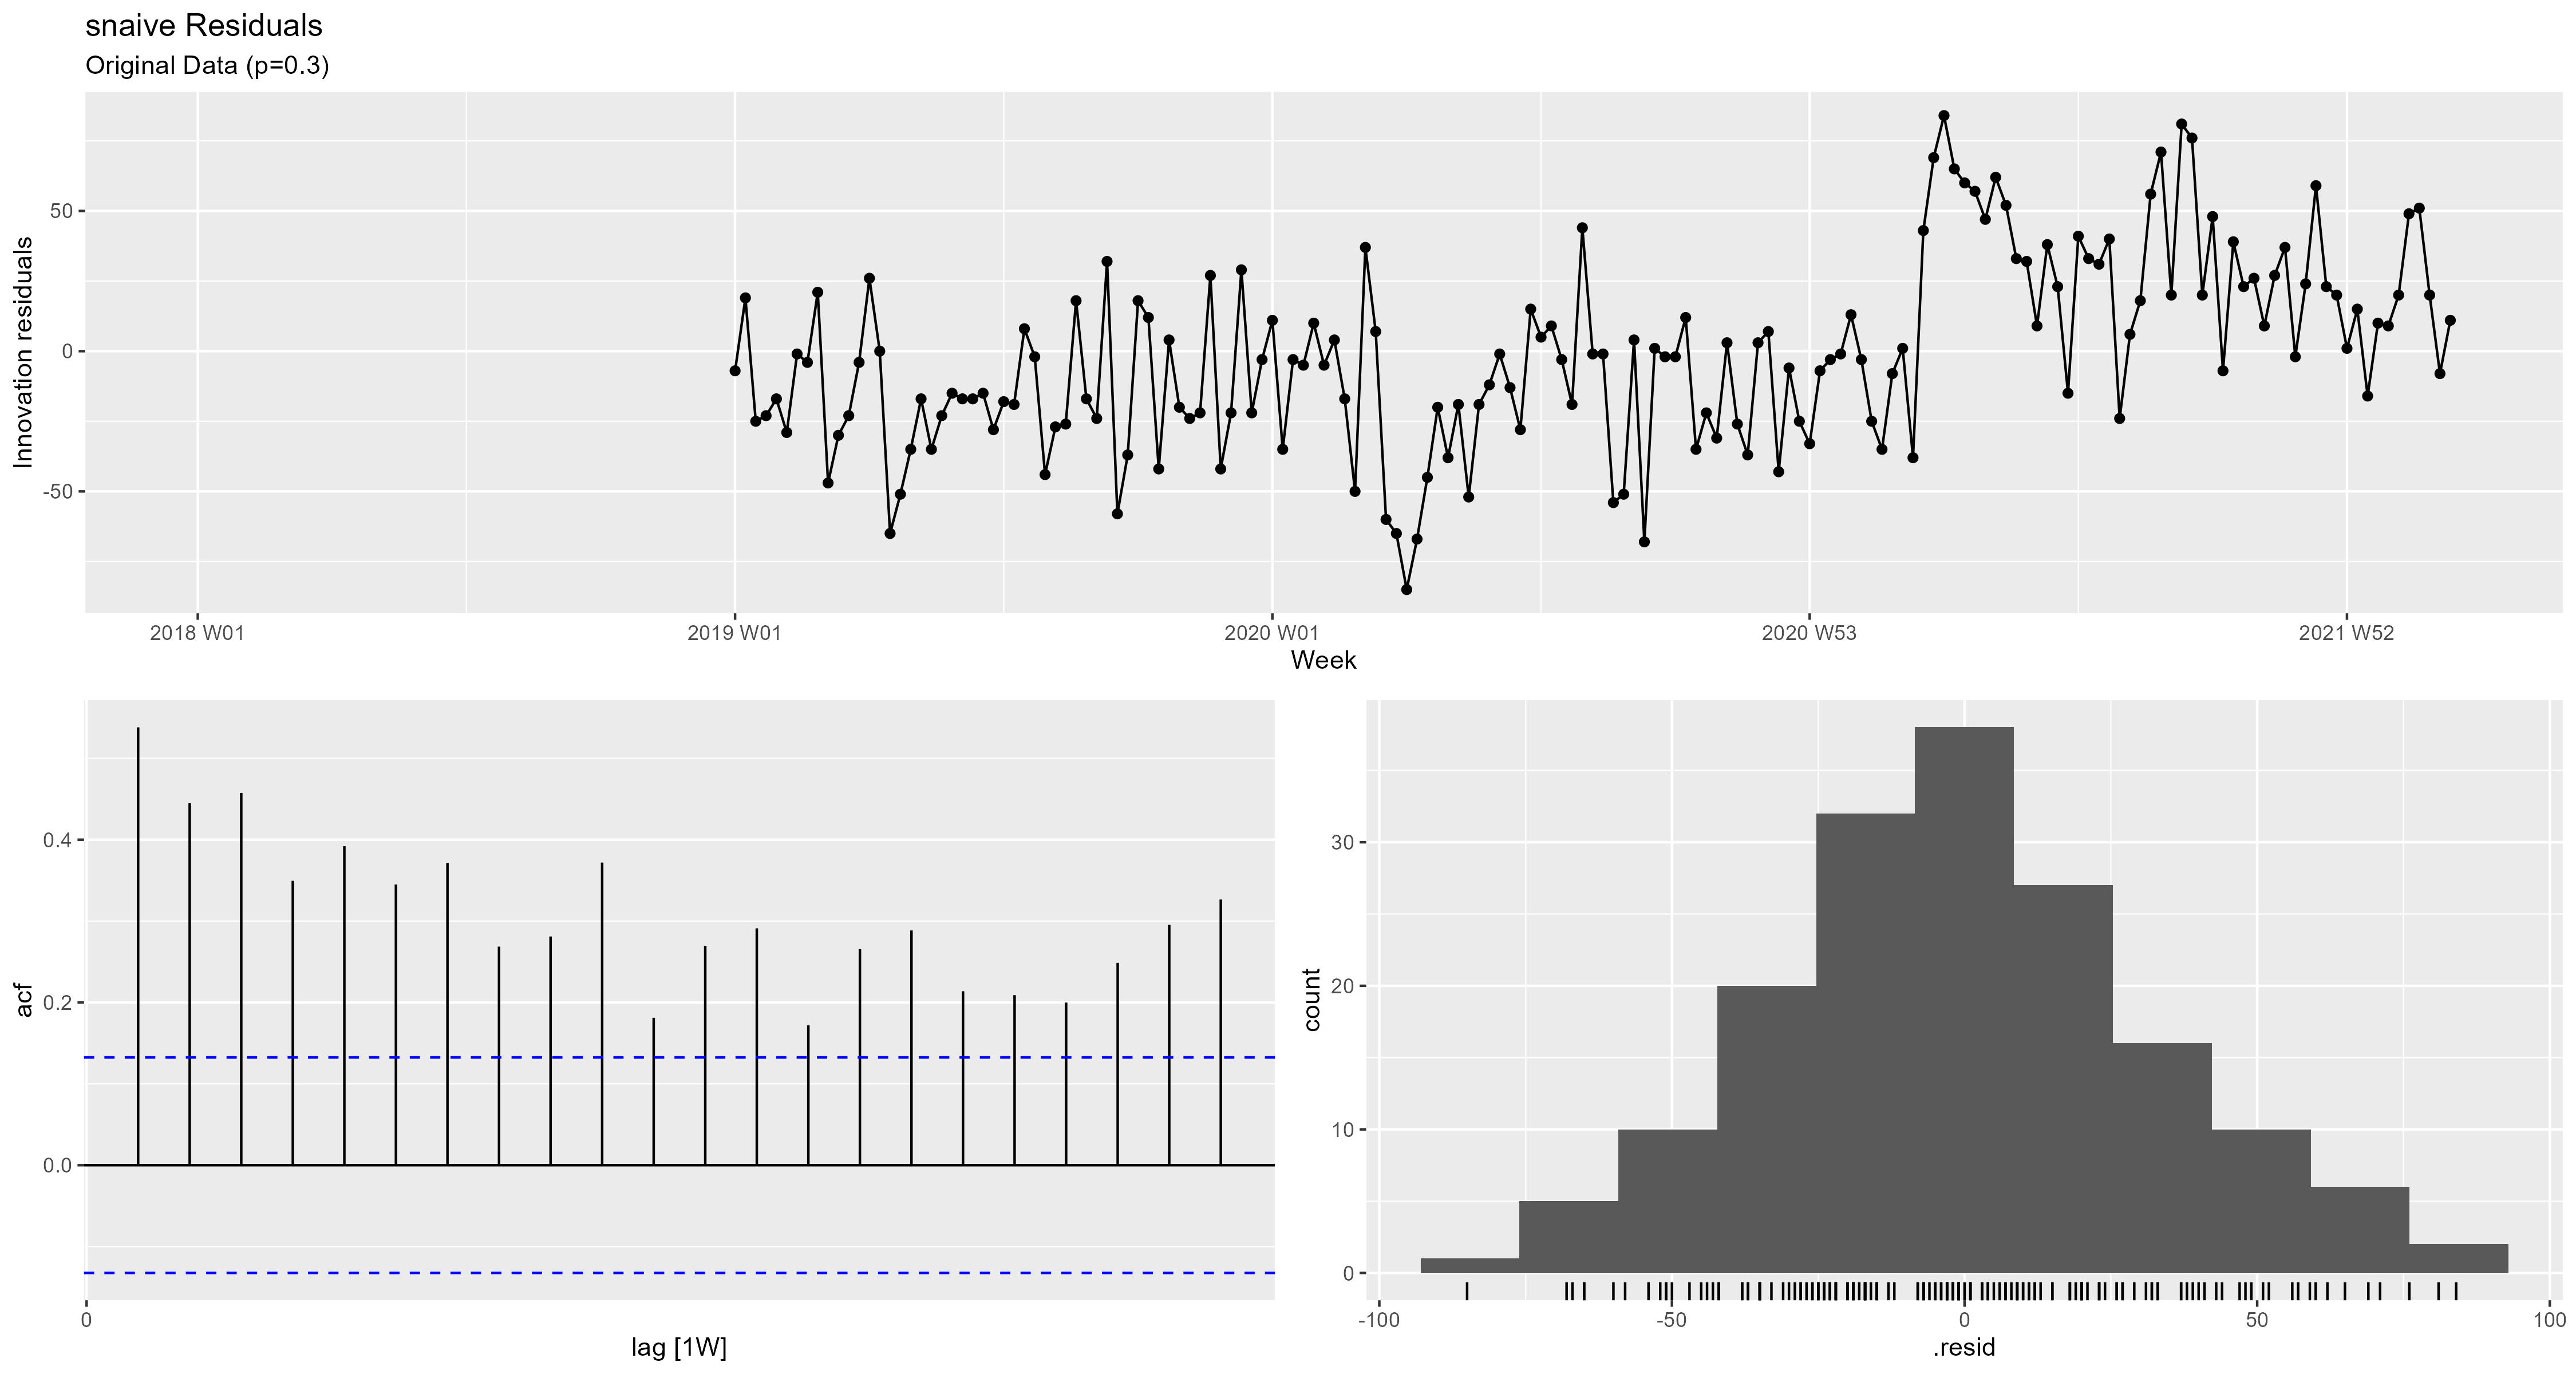 snaive Residuals
Original Data (p=0.3)
Innovation residuals
50
0
-50
2018 W01
2019 W01
2020 W01
2020 W53
2021 W52
Week
acf
0.4
0.2
0.0
0
lag [1W]
count
30
20
10
0
-100
-50
0
50
100
.resid